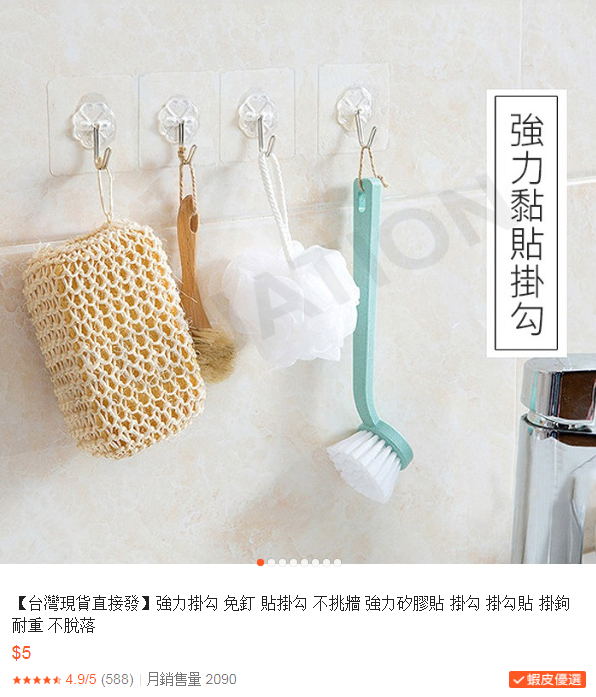 強力黏貼掛勾
【台灣現貨直接發】強力掛勾 免釘 貼掛勾 不挑牆 強力矽膠貼 掛勾 掛勾貼 掛鉤
耐重 不脫落
$5
4.9/5 (588) 月銷售量 2090
蝦皮優選